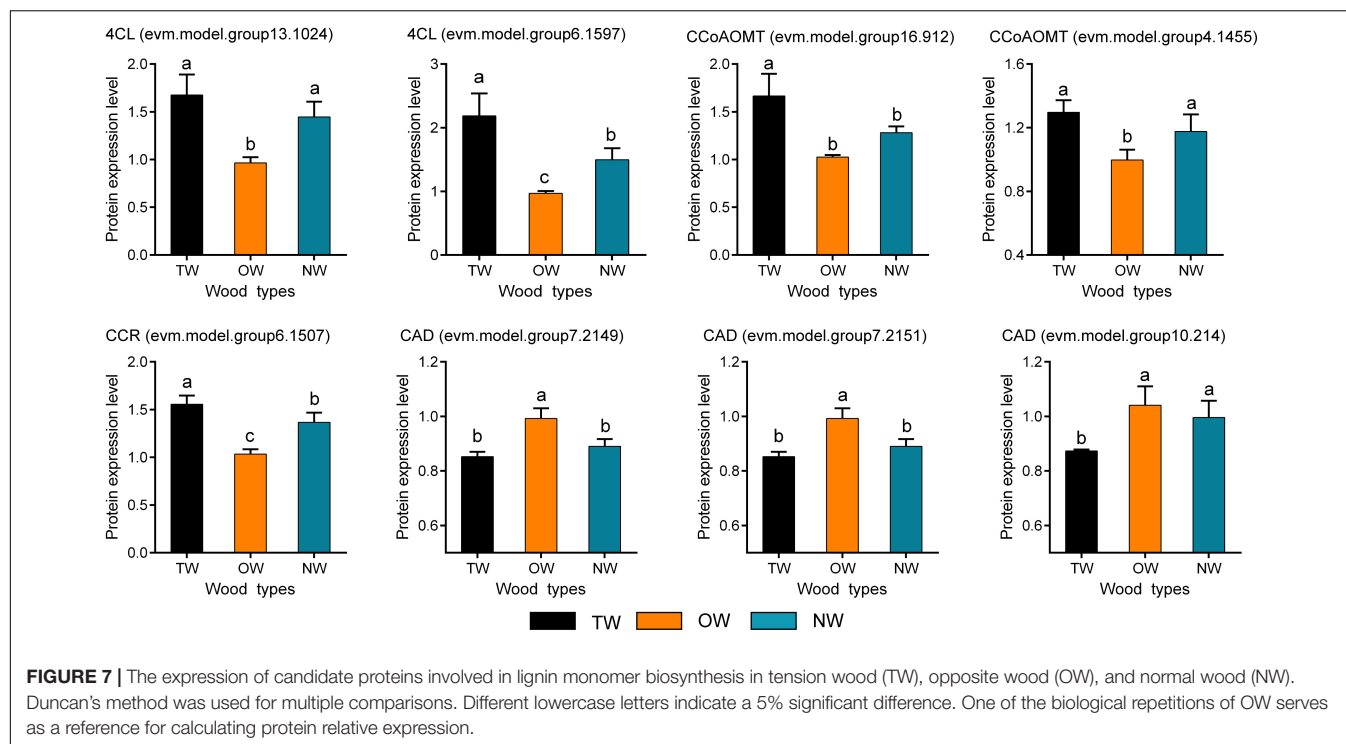 4CL (evm.model.group13.1024)
4CL (evm.model.group6.1597)
CCoAOMT (evm.model.group16.912)
CCoAOMT (evm.model.group4.1455)
Protein expression level
2.0
1.5
1.0
0.5
0.0
a
b
a
TW OW NW
Wood types
Protein expression level
3
2
1
0
a
c
b
TW OW NW
Wood types
Protein expression level
2.0
1.5
1.0
0.5
0.0
a
b
b
TW OW NW
Wood types
Protein expression level
1.6
1.2
0.8
0.4
a
b
a
TW OW NW
Wood types
CCR (evm.model.group6.1507)
CAD (evm.model.group7.2149)
CAD (evm.model.group7.2151)
CAD (evm.model.group10.214)
Protein expression level
2.0
1.5
1.0
0.5
0.0
a
c
b
TW OW NW
Wood types
Protein expression level
1.2
1.0
0.8
0.6
b
a
b
TW OW NW
Wood types
Protein expression level
1.2
1.0
0.8
0.6
b
a
b
TW OW NW
Wood types
Protein expression level
1.2
1.0
0.8
0.6
b
a
a
TW OW NW
Wood types
TW OW NW
FIGURE 7 | The expression of candidate proteins involved in lignin monomer biosynthesis in tension wood (TW), opposite wood (OW), and normal wood (NW).
Duncan's method was used for multiple comparisons. Different lowercase letters indicate a 5% significant difference. One of the biological repetitions of OW serves
as a reference for calculating protein relative expression.